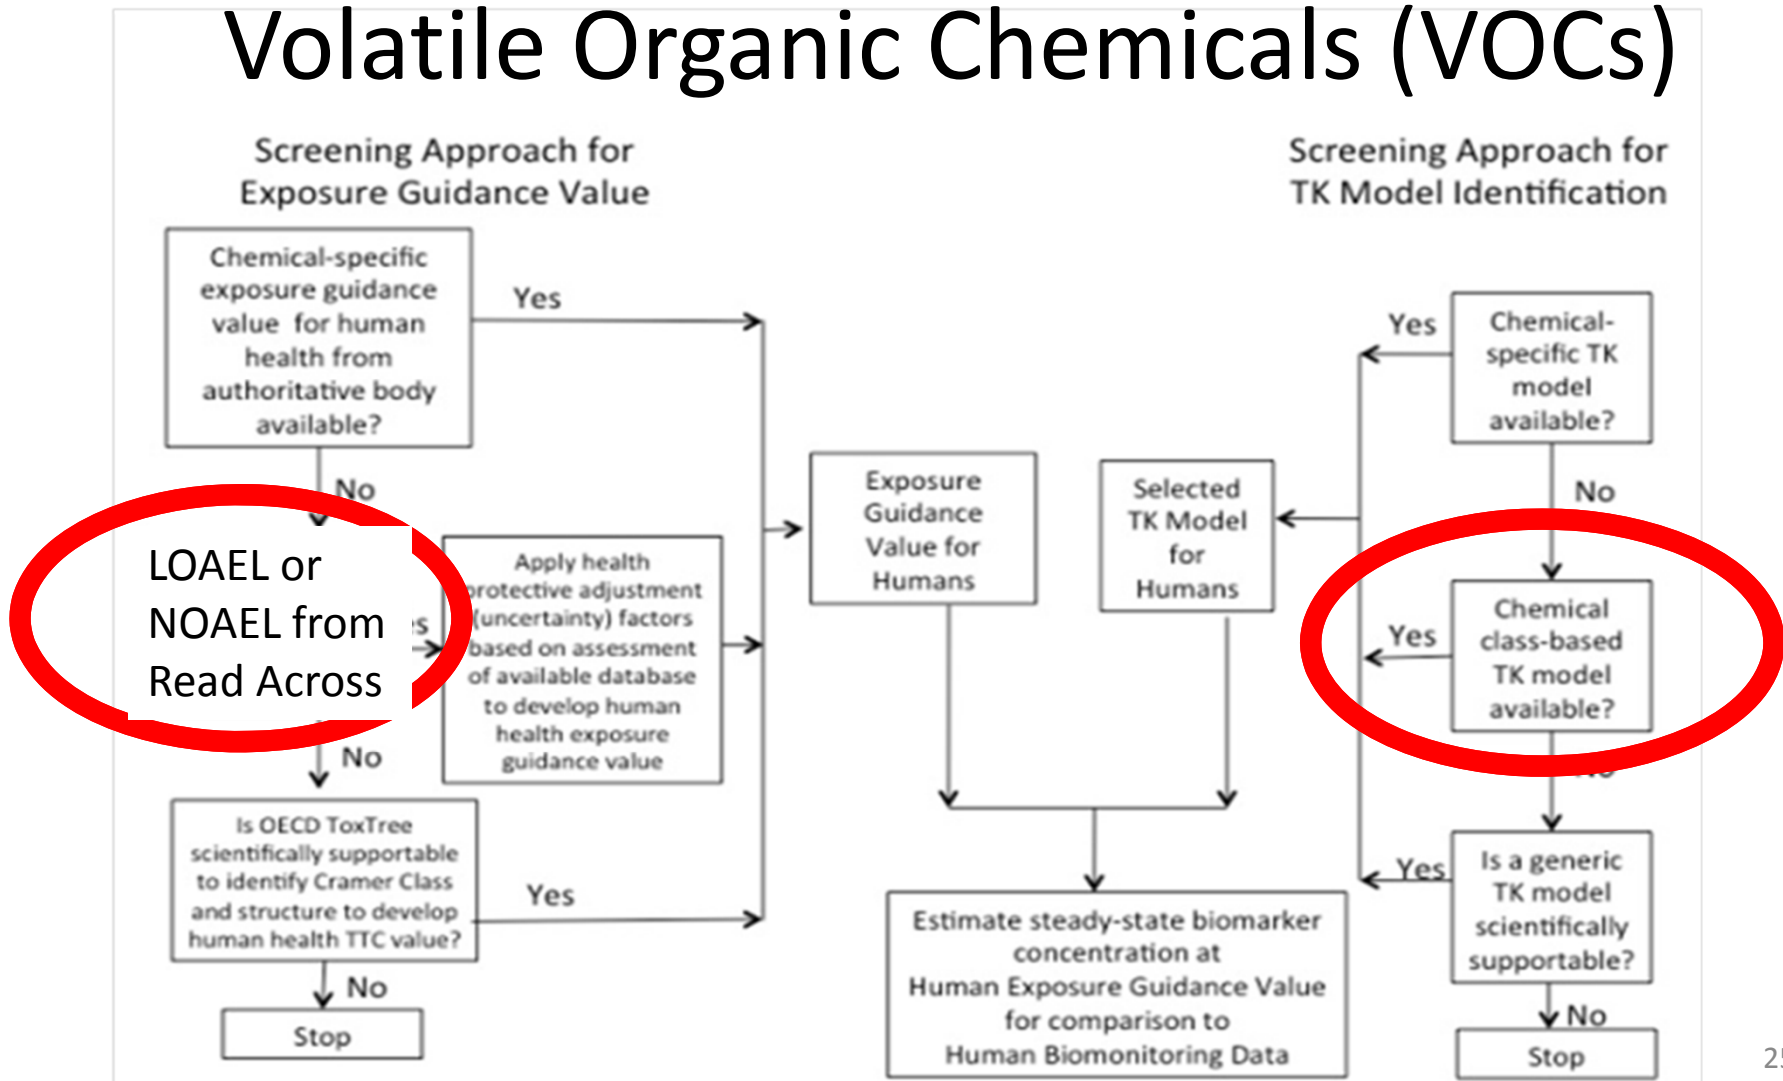 Volatile Organic Chemicals (VOCs)
Screening Approach for
Exposure Guidance Value
Chemical-specific
exposure guidance
value for human
health from
authoritative body
available?
Yes
No
LOAEL or
NOAEL from
Read Across
Apply health
protective adjustment
(uncertainty) factors
based on assessment
of available database
to develop human
health exposure
guidance value
No
Is OECD ToxTree
scientifically supportable
to identify Cramer Class
and structure to develop
human health TTC value?
Yes
No
Stop
Exposure
Guidance
Value for
Humans
Selected
TK Model
for
Humans
Estimate steady-state biomarker
concentration at
Human Exposure Guidance Value
for comparison to
Human Biomonitoring Data
Screening Approach for
TK Model Identification
Chemical-
specific TK
model
available?
Yes
No
Chemical
class-based
TK model
available?
Yes
No
Is a generic
TK model
scientifically
supportable?
Yes
No
Stop